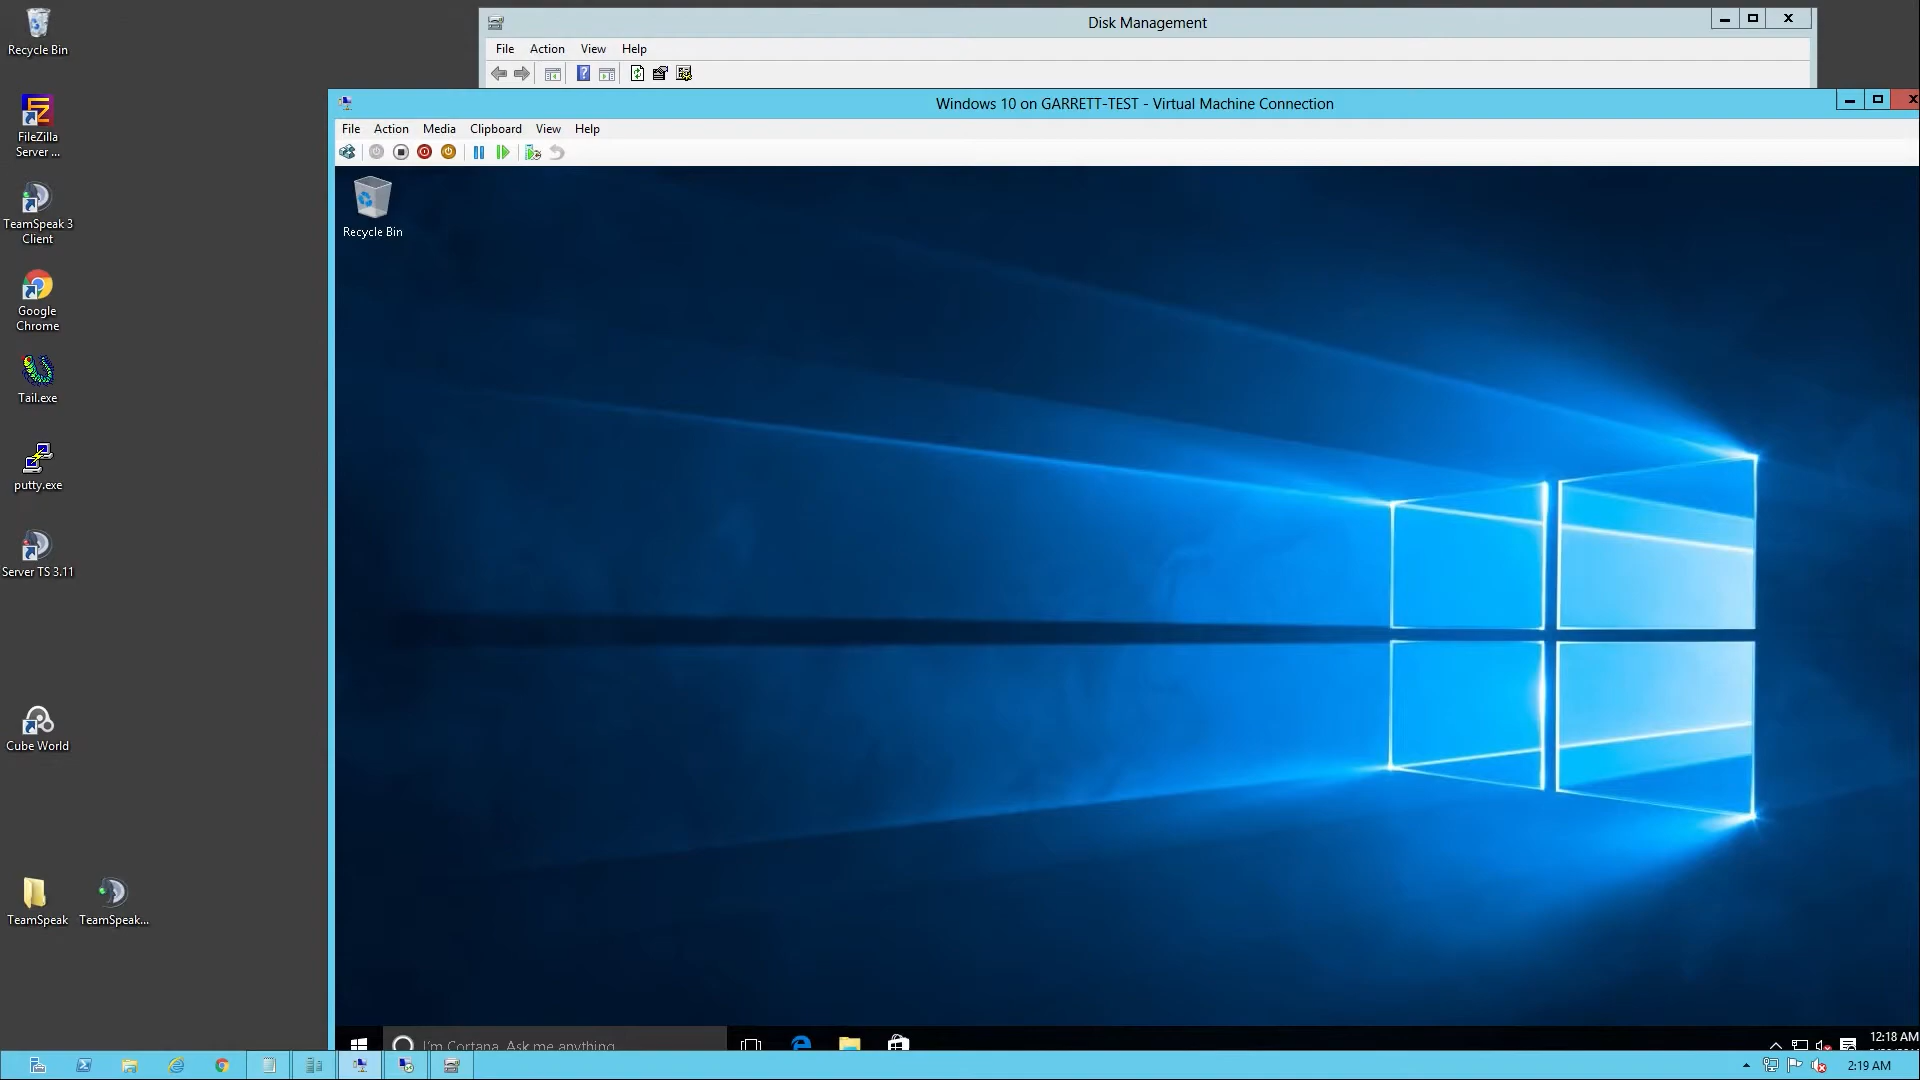 Recycle Bin
FileZilla
Server ...
TeamSpeak 3
Client
Google
Chrome
Tail.exe
putty.exe
Server TS 3.11
Cube World
TeamSpeak
TeamSpeak...
Disk Management
File Action View Help
Windows 10 on GARRETT-TEST - Virtual Machine Connection
File Action Media Clipboard View Help
Recycle Bin
I'm Cortana. Ask me anything.
12:18 AM
2:19 AM